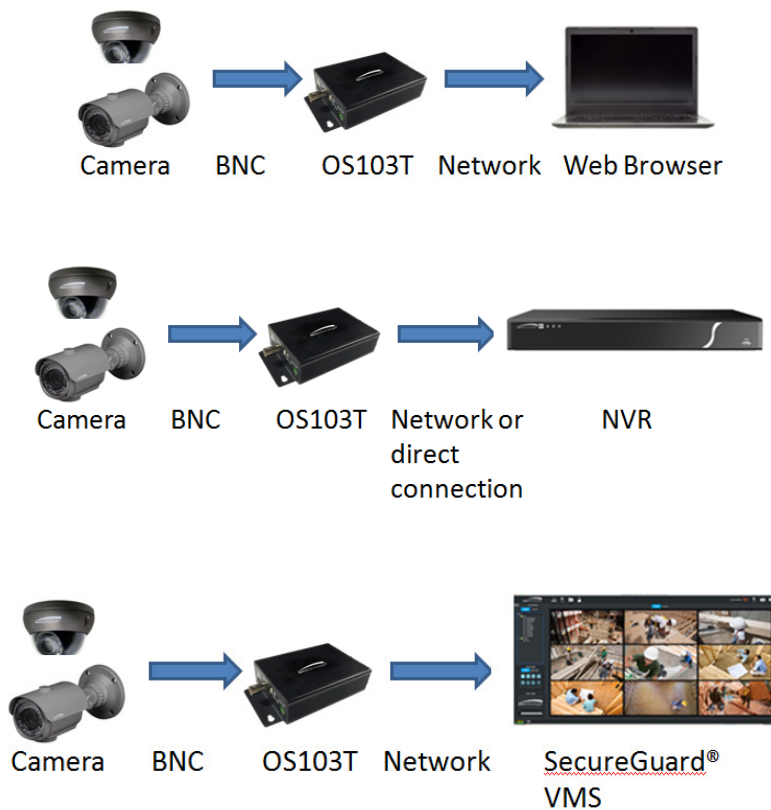 Camera BNC OS103T Network Web Browser
Camera BNC OS103T Network or NVR
direct
connection
Camera BNC OS103T Network SecureGuard®
VMS